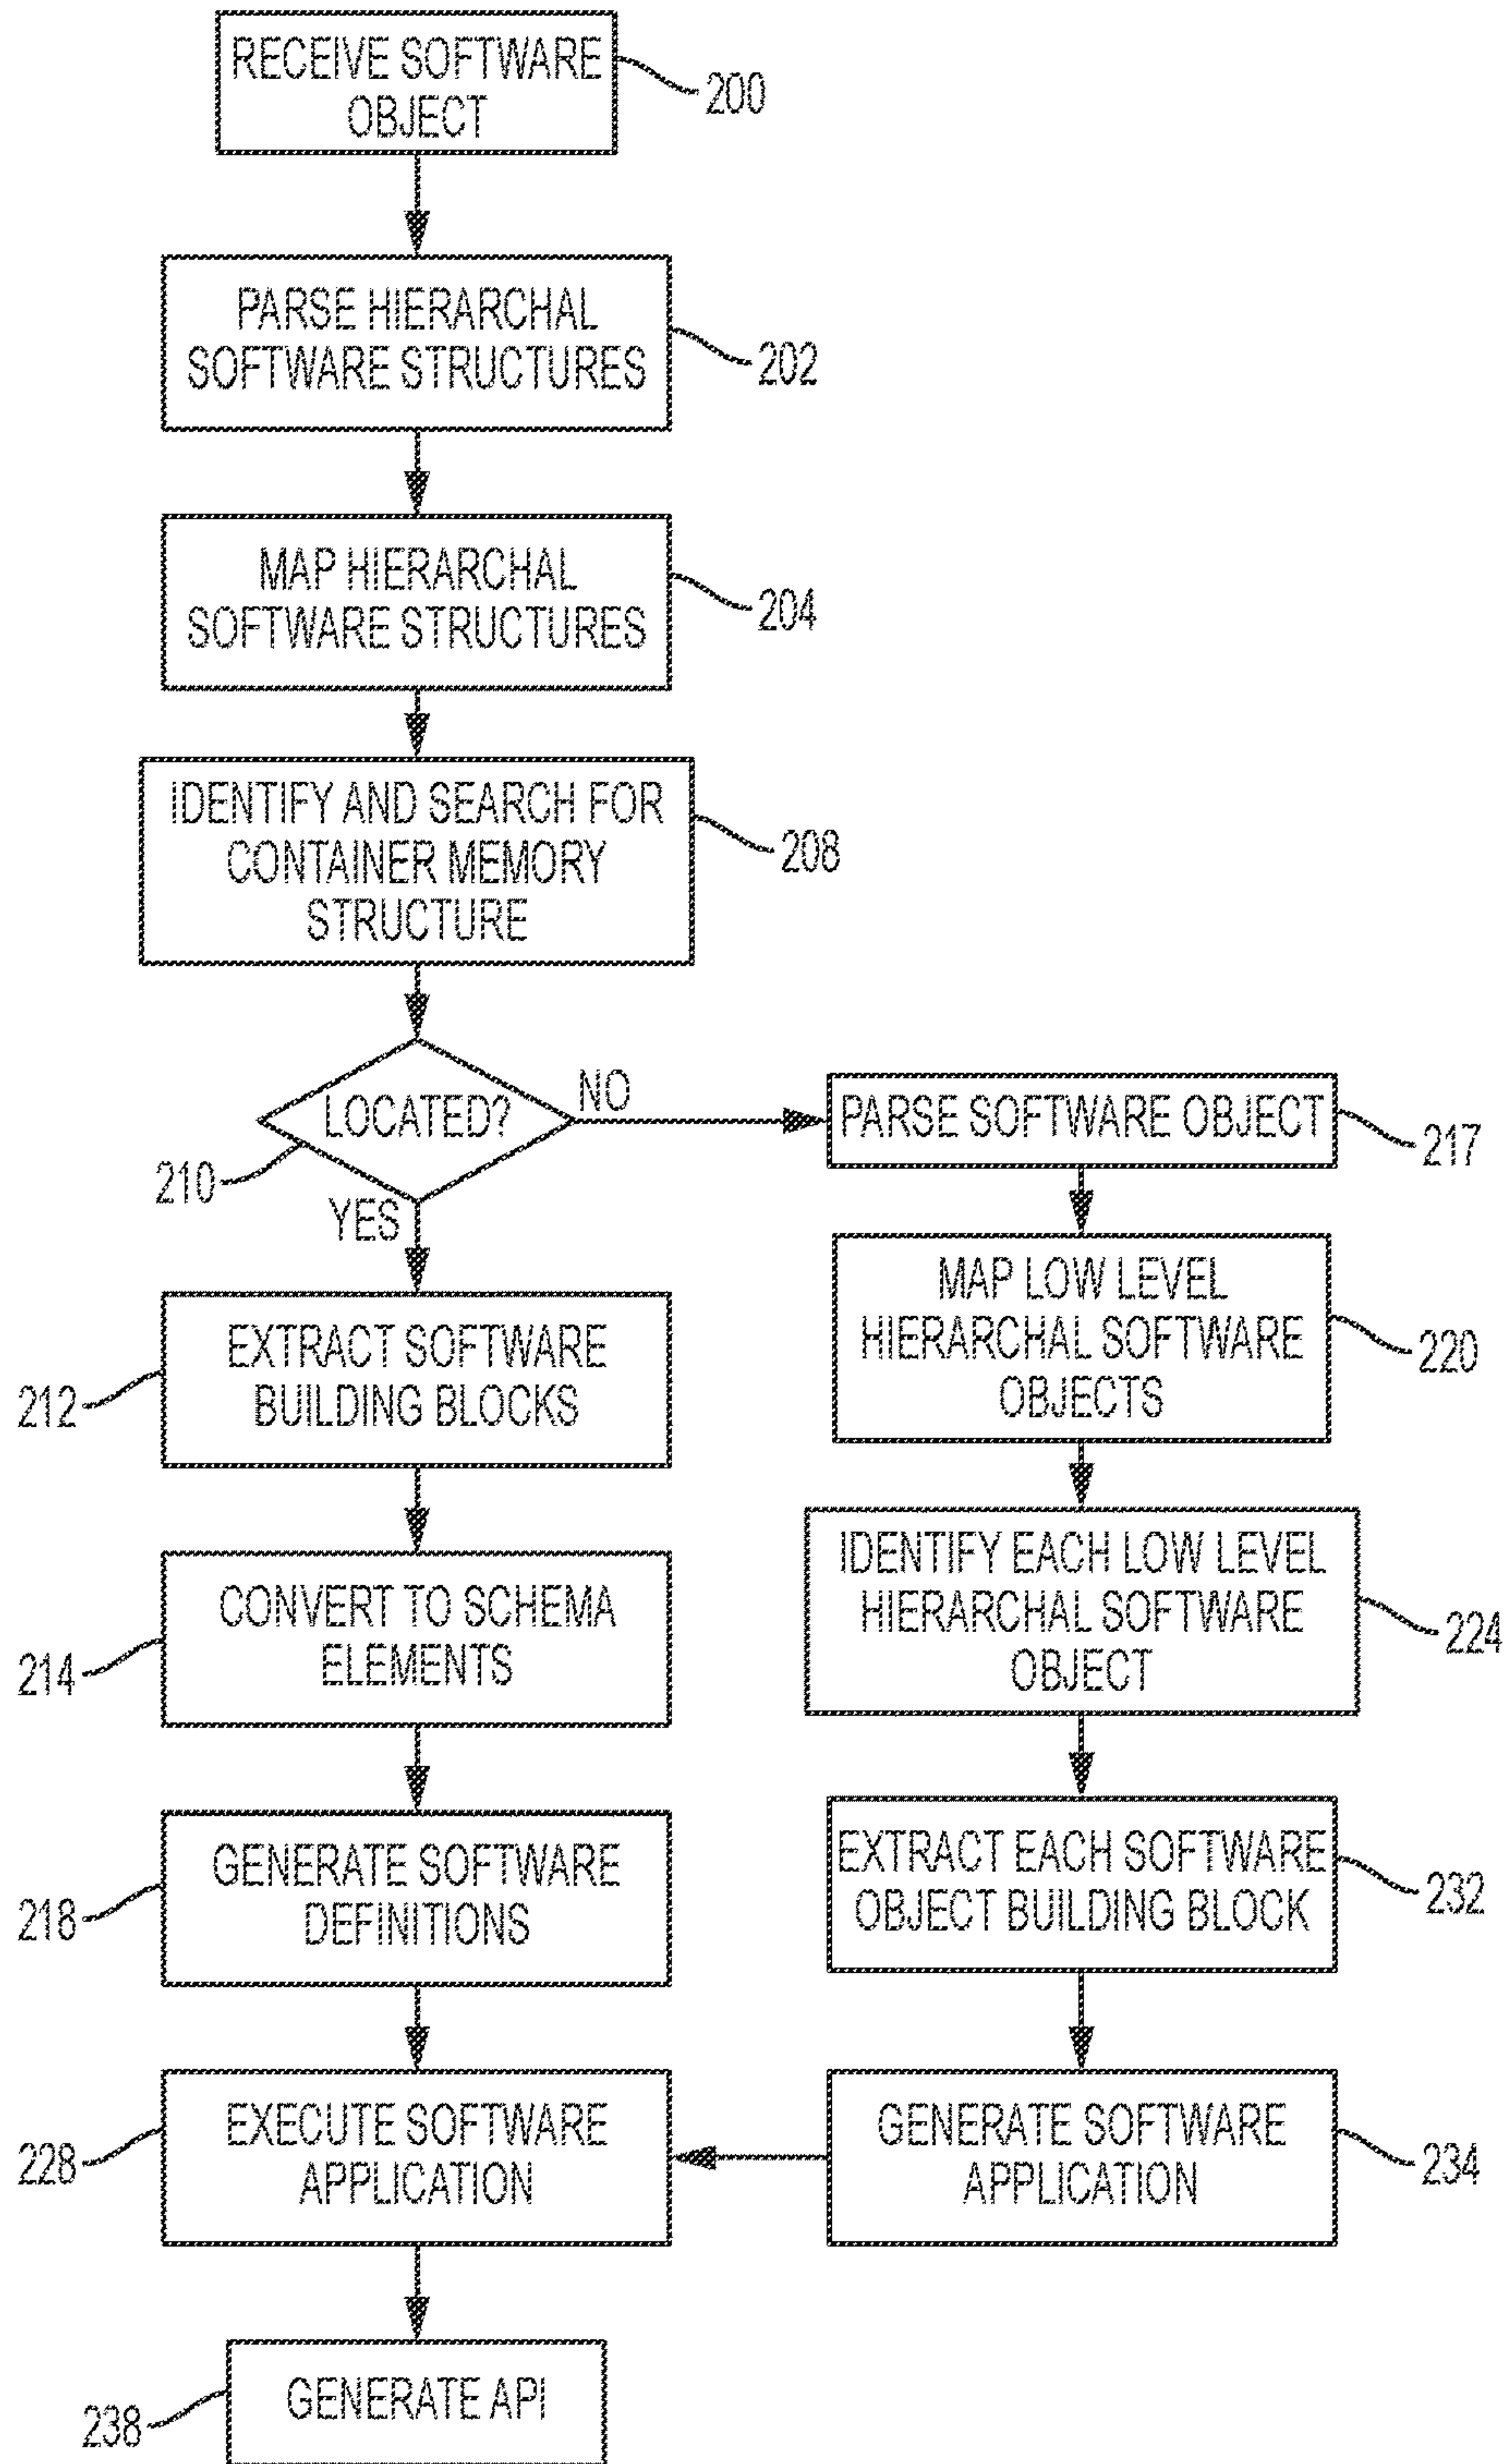 RECEIVE SOFTWARE
OBJECT
200
PARSE HIERARCHAL
SOFTWARE STRUCTURES
202
MAP HIERARCHAL
SOFTWARE STRUCTURES
204
IDENTIFY AND SEARCH FOR
CONTAINER MEMORY
STRUCTURE
208
LOCATED?
210
NO
YES
PARSE SOFTWARE OBJECT
217
EXTRACT SOFTWARE
BUILDING BLOCKS
212
MAP LOW LEVEL
HIERARCHAL SOFTWARE
OBJECTS
220
CONVERT TO SCHEMA
ELEMENTS
214
IDENTIFY EACH LOW LEVEL
HIERARCHAL SOFTWARE
OBJECT
224
GENERATE SOFTWARE
DEFINITIONS
218
EXTRACT EACH SOFTWARE
OBJECT BUILDING BLOCK
232
EXECUTE SOFTWARE
APPLICATION
228
GENERATE SOFTWARE
APPLICATION
234
GENERATE API
238